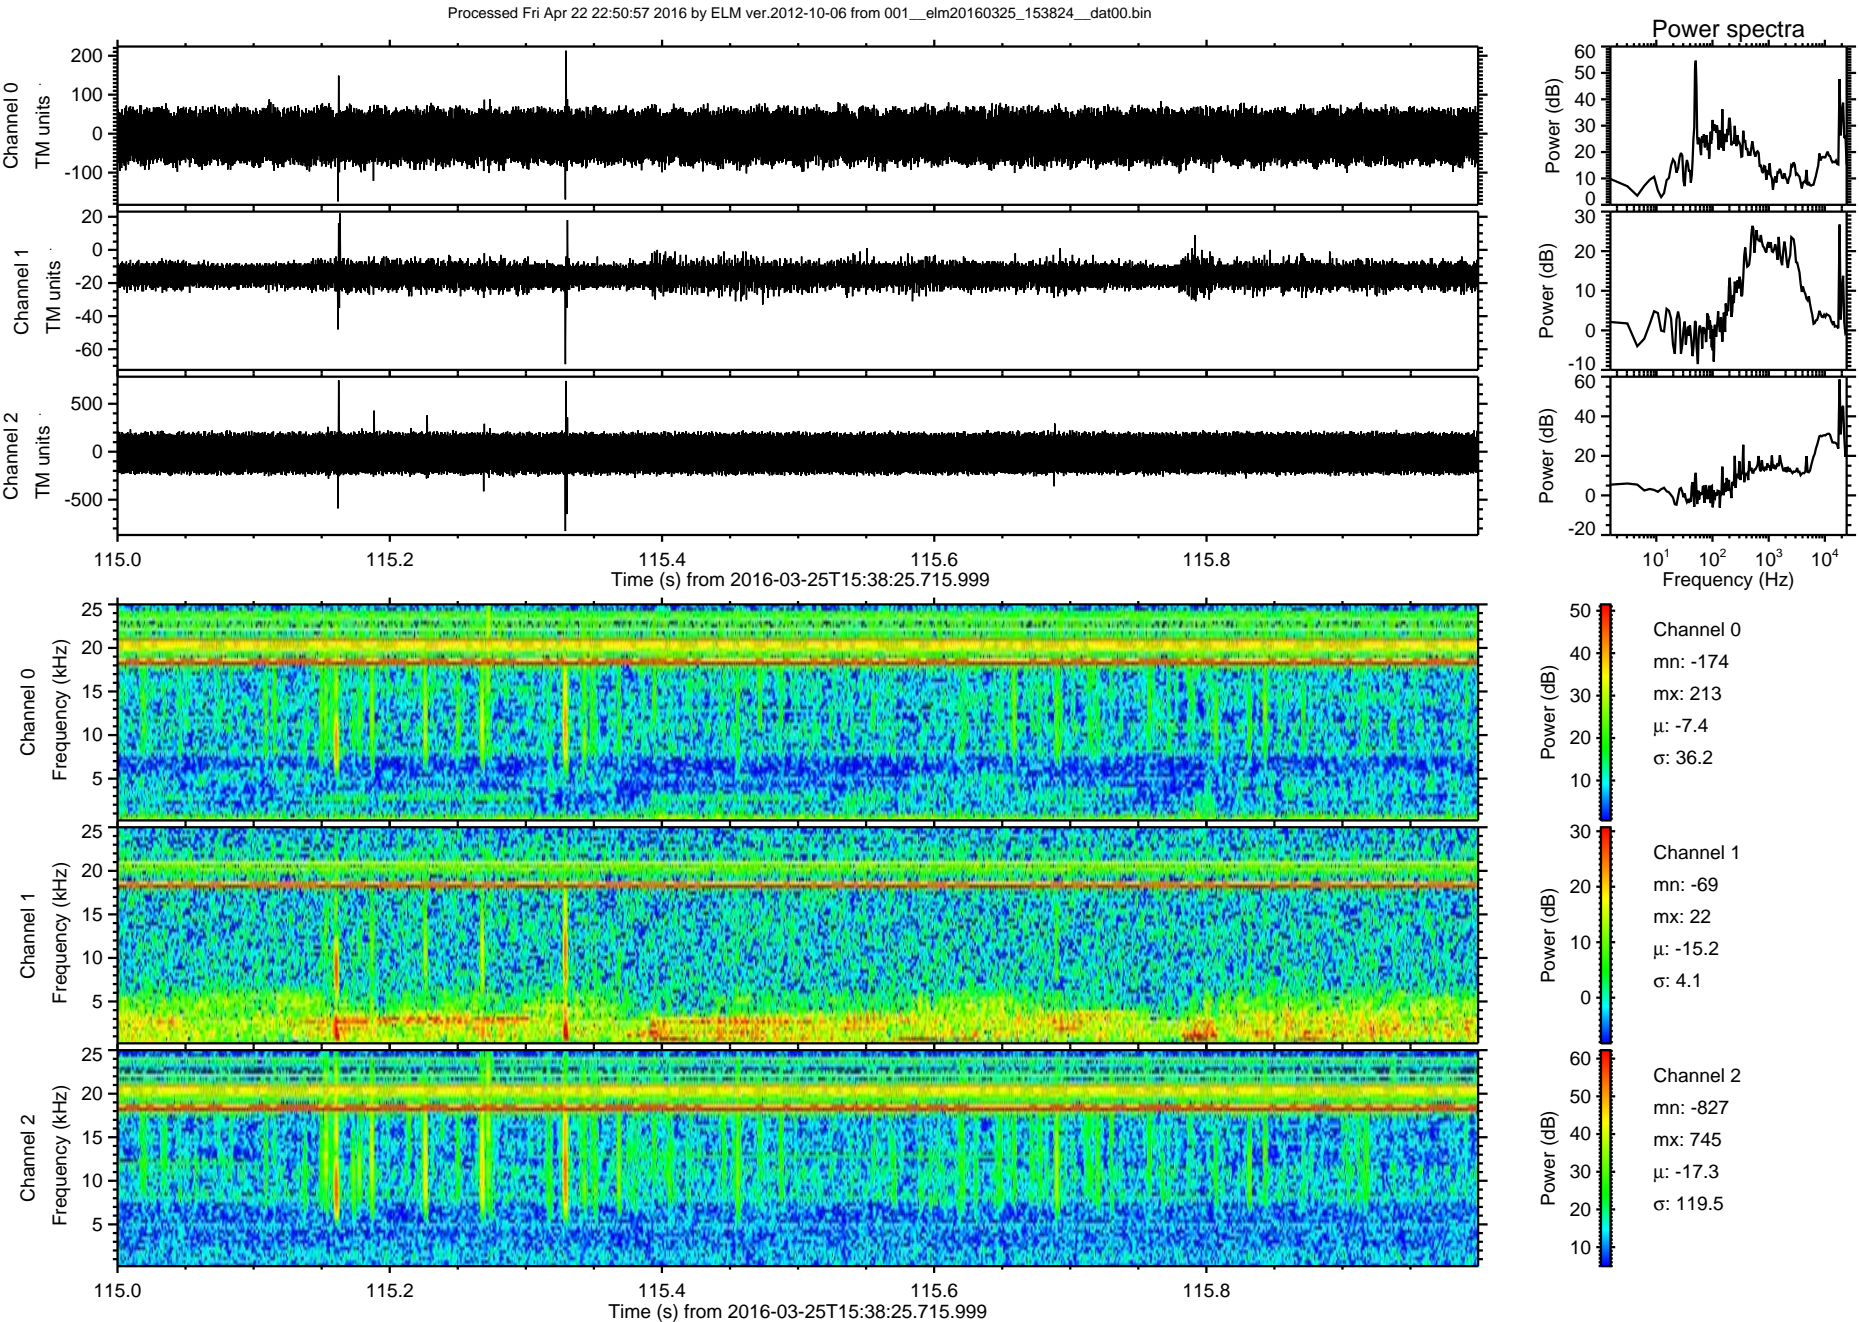 Processed Fri Apr 22 22:50:57 2016 by ELM ver.2012-10-06 from 001__elm20160325_153824__dat00.bin
Power spectra
Channel 0
TM units
200
100
0
-100
Power (dB)
60
50
40
30
20
10
0
Channel 1
TM units
20
0
-20
-40
-60
Power (dB)
30
20
10
0
-10
Channel 2
TM units
500
0
-500
Power (dB)
60
40
20
0
-20
115.0
115.2
115.4
115.6
115.8
Time (s) from 2016-03-25T15:38:25.715.999
10¹
10²
10³
10⁴
Frequency (Hz)
Channel 0
Frequency (kHz)
25
20
15
10
5
Power (dB)
50
40
30
20
10
Channel 0
mn: -174
mx: 213
μ: -7.4
σ: 36.2
Channel 1
Frequency (kHz)
25
20
15
10
5
Power (dB)
30
20
10
0
Channel 1
mn: -69
mx: 22
μ: -15.2
σ: 4.1
Channel 2
Frequency (kHz)
25
20
15
10
5
Power (dB)
60
50
40
30
20
10
Channel 2
mn: -827
mx: 745
μ: -17.3
σ: 119.5
115.0
115.2
115.4
115.6
115.8
Time (s) from 2016-03-25T15:38:25.715.999